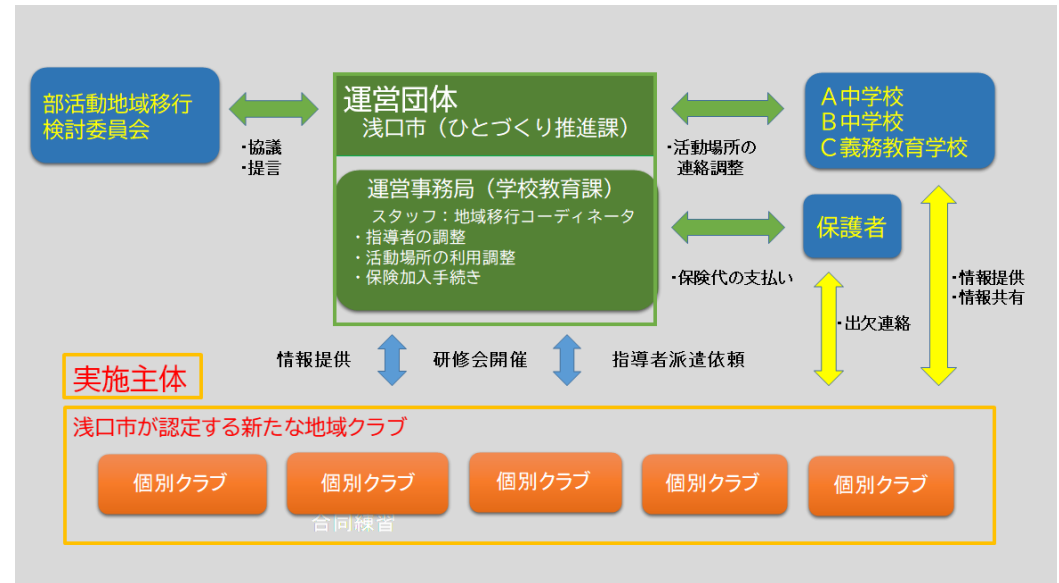 部活動地域移行
検討委員会
・協議
・提言
運営団体
浅口市（ひとづくり推進課）
運営事務局（学校教育課）
スタッフ：地域移行コーディネータ
・指導者の調整
・活動場所の利用調整
・保険加入手続き
・活動場所の
連絡調整
A中学校
B中学校
C義務教育学校
保護者
・保険代の支払い
・情報提供
・情報共有
・出欠連絡
情報提供
研修会開催
指導者派遣依頼
実施主体
浅口市が認定する新たな地域クラブ
個別クラブ
個別クラブ
個別クラブ
個別クラブ
個別クラブ
合同練習